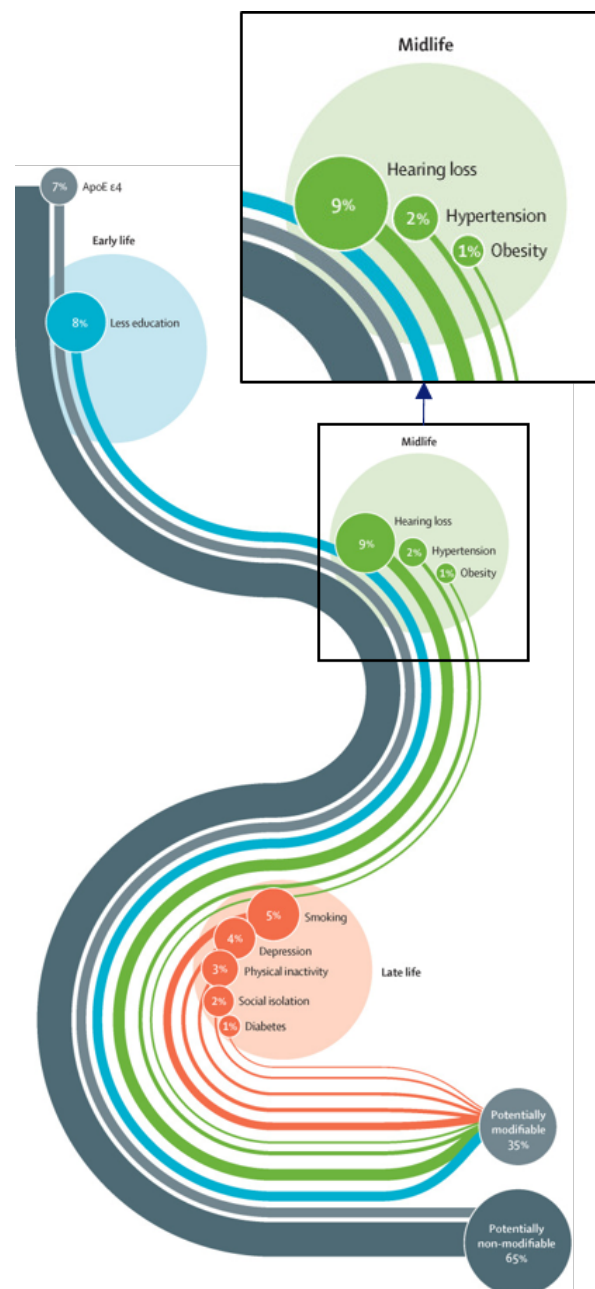 Midlife
Hearing loss
9%
2%
Hypertension
1%
Obesity
7%
ApoE ε4
Early life
8%
Less education
Midlife
Hearing loss
9%
2%
Hypertension
1%
Obesity
5%
Smoking
4%
Depression
3%
Physical inactivity
Late life
2%
Social isolation
1%
Diabetes
Potentially
modifiable
35%
Potentially
non-modifiable
65%